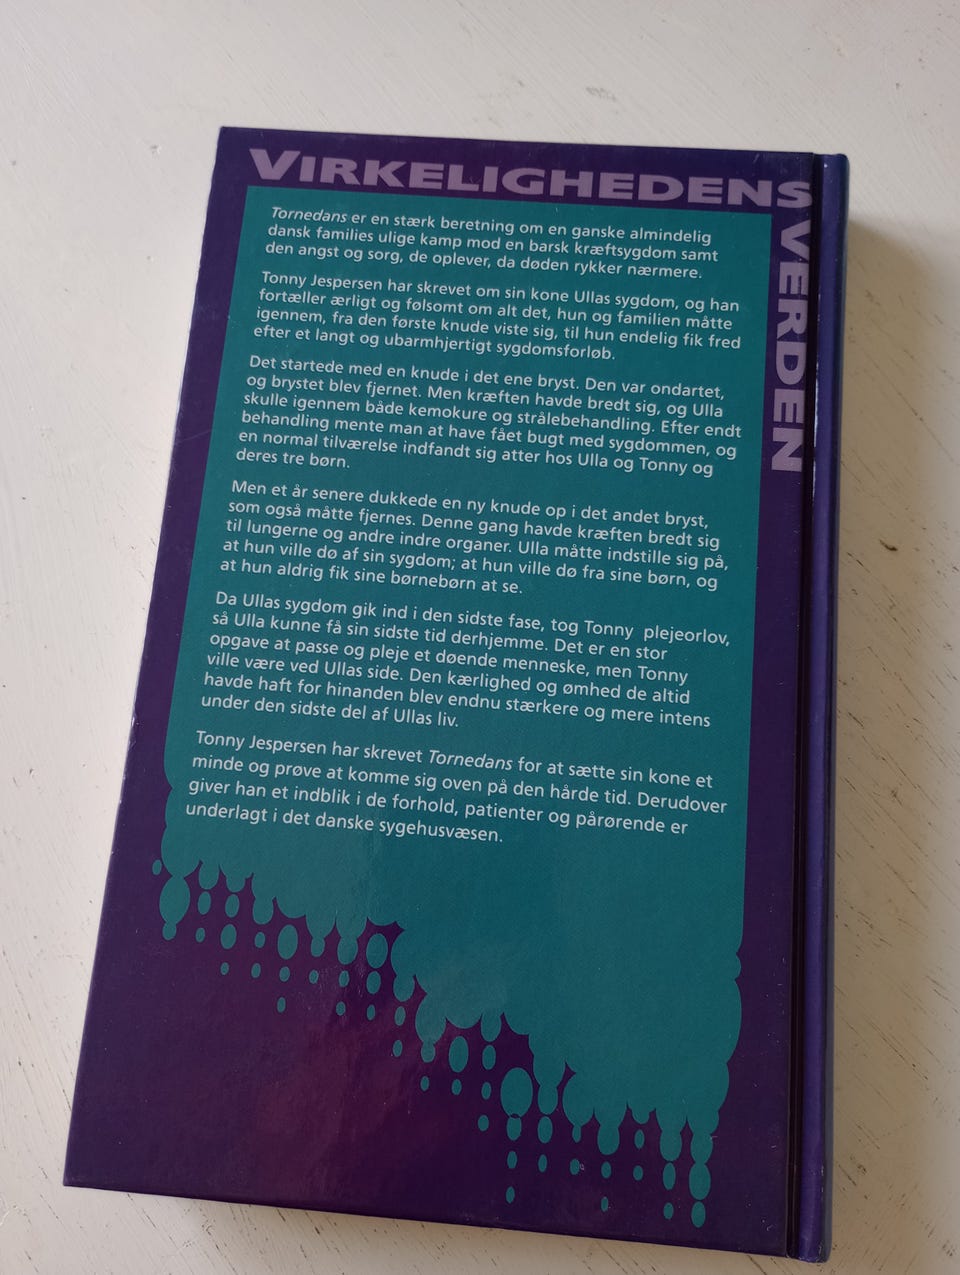 VIRKELIGHEDENS
VERDEN
Tornedans er en stærk beretning om en ganske almindelig
dansk families ulige kamp mod en barsk kræftsygdom samt
den angst og sorg, de oplever, da døden rykker nærmere.
Tonny Jespersen har skrevet om sin kone Ullas sygdom, og han
fortæller ærligt og følsomt om alt det, hun og familien måtte
igennem, fra den første knude viste sig, til hun endelig fik fred
efter et langt og ubarmhjertigt sygdomsforløb.
Det startede med en knude i det ene bryst. Den var ondartet,
og brystet blev fjernet. Men kræften havde bredt sig, og Ulla
skulle igennem både kemokure og strålebehandling. Efter endt
behandling mente man at have fået bugt med sygdommen, og
en normal tilværelse indfandt sig atter hos Ulla og Tonny og
deres tre børn.
Men et år senere dukkede en ny knude op i det andet bryst,
som også måtte fjernes. Denne gang havde kræften bredt sig
til lungerne og andre indre organer. Ulla måtte indstille sig på,
at hun ville dø af sin sygdom; at hun ville dø fra sine børn, og
at hun aldrig fik sine børnebørn at se.
Da Ullas sygdom gik ind i den sidste fase, tog Tonny plejeorlov,
så Ulla kunne få sin sidste tid derhjemme. Det er en stor
opgave at passe og pleje et døende menneske, men Tonny
ville være ved Ullas side. Den kærlighed og ømhed de altid
havde haft for hinanden blev endnu stærkere og mere intens
under den sidste del af Ullas liv.
Tonny Jespersen har skrevet Tornedans for at sætte sin kone et
minde og prøve at komme sig oven på den hårde tid. Derudover
giver han et indblik i de forhold, patienter og pårørende er
underlagt i det danske sygehusvæsen.